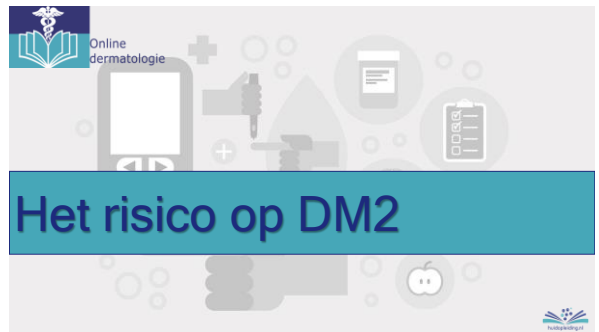 Online
dermatologie
Het risico op DM2
huidopleiding.nl